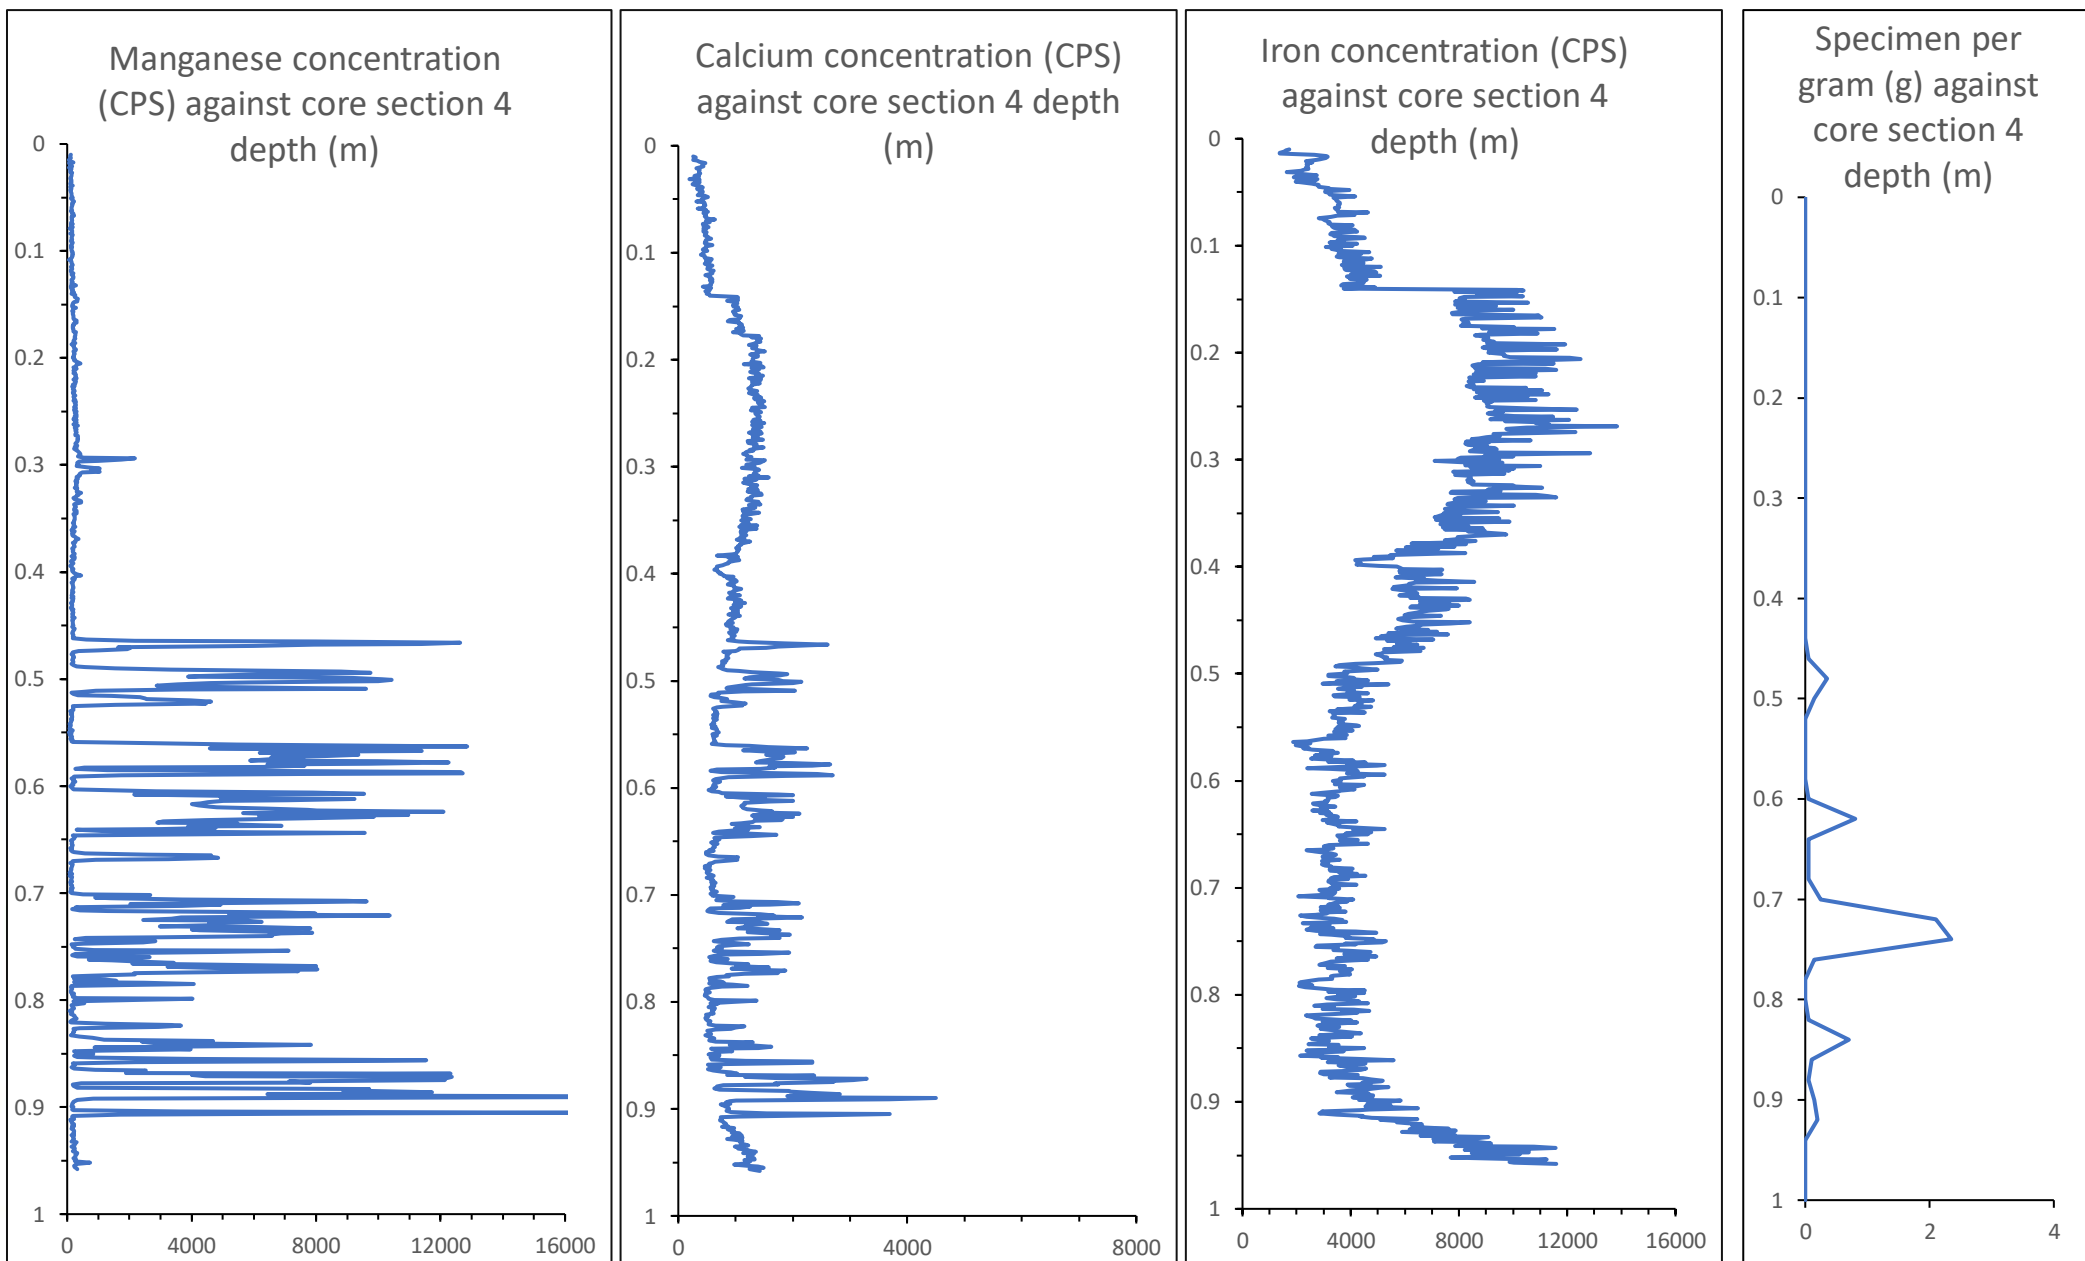 Manganese concentration
(CPS) against core section 4
depth (m)
0
0.1
0.2
0.3
0.4
0.5
0.6
0.7
0.8
0.9
1
0 4000 8000 12000 16000
Calcium concentration (CPS)
against core section 4 depth
(m)
0
0.1
0.2
0.3
0.4
0.5
0.6
0.7
0.8
0.9
1
0 4000 8000
Iron concentration (CPS)
against core section 4
depth (m)
0
0.1
0.2
0.3
0.4
0.5
0.6
0.7
0.8
0.9
1
0 4000 8000 12000 16000
Specimen per
gram (g) against
core section 4
depth (m)
0
0.1
0.2
0.3
0.4
0.5
0.6
0.7
0.8
0.9
1
0 2 4